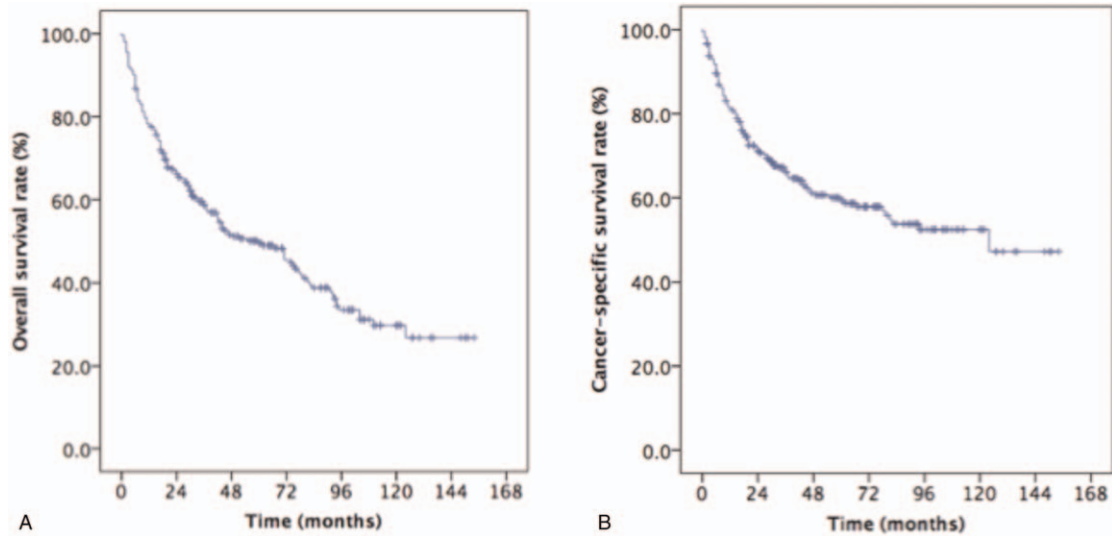 100.0
80.0
60.0
40.0
20.0
0.0
Overall survival rate (%)
0 24 48 72 96 120 144 168
Time (months)
A
100.0
80.0
60.0
40.0
20.0
0.0
Cancer-specific survival rate (%)
0 24 48 72 96 120 144 168
Time (months)
B